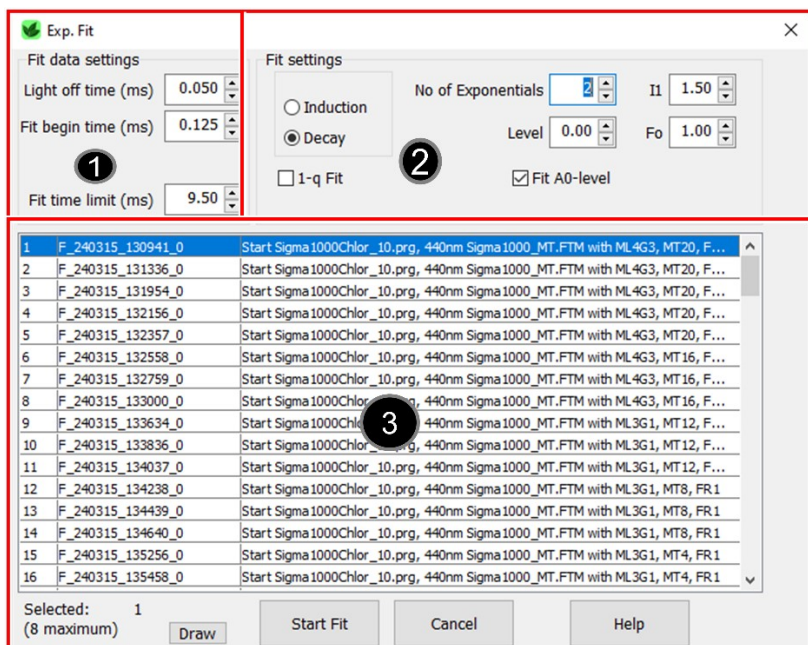 Exp. Fit
Fit data settings
Light off time (ms) 0.050
Fit begin time (ms) 0.125
1
Fit time limit (ms) 9.50
Fit settings
Induction
Decay
No of Exponentials 2 I1 1.50
Level 0.00 Fo 1.00
2
1-q Fit Fit A0-level
1 F_240315_130941_0 Start Sigma1000Chlor_10.prg, 440nm Sigma1000_MT.FTM with ML4G3, MT20, F...
2 F_240315_131336_0 Start Sigma1000Chlor_10.prg, 440nm Sigma1000_MT.FTM with ML4G3, MT20, F...
3 F_240315_131954_0 Start Sigma1000Chlor_10.prg, 440nm Sigma1000_MT.FTM with ML4G3, MT20, F...
4 F_240315_132156_0 Start Sigma1000Chlor_10.prg, 440nm Sigma1000_MT.FTM with ML4G3, MT20, F...
5 F_240315_132357_0 Start Sigma1000Chlor_10.prg, 440nm Sigma1000_MT.FTM with ML4G3, MT20, F...
6 F_240315_132558_0 Start Sigma1000Chlor_10.prg, 440nm Sigma1000_MT.FTM with ML4G3, MT16, F...
7 F_240315_132759_0 Start Sigma1000Chlor_10.prg, 440nm Sigma1000_MT.FTM with ML4G3, MT16, F...
8 F_240315_133000_0 Start Sigma1000Chlor_10.prg, 440nm Sigma1000_MT.FTM with ML4G3, MT16, F...
9 F_240315_133634_0 Start Sigma1000Chl 440nm Sigma1000_MT.FTM with ML3G1, MT12, F...
10 F_240315_133836_0 Start Sigma1000Chl 440nm Sigma1000_MT.FTM with ML3G1, MT12, F...
11 F_240315_134037_0 Start Sigma1000Chlor_10.prg, 440nm Sigma1000_MT.FTM with ML3G1, MT12, F...
12 F_240315_134238_0 Start Sigma1000Chlor_10.prg, 440nm Sigma1000_MT.FTM with ML3G1, MT8, FR1
13 F_240315_134439_0 Start Sigma1000Chlor_10.prg, 440nm Sigma1000_MT.FTM with ML3G1, MT8, FR1
14 F_240315_134640_0 Start Sigma1000Chlor_10.prg, 440nm Sigma1000_MT.FTM with ML3G1, MT8, FR1
15 F_240315_135256_0 Start Sigma1000Chlor_10.prg, 440nm Sigma1000_MT.FTM with ML3G1, MT4, FR1
16 F_240315_135458_0 Start Sigma1000Chlor_10.prg, 440nm Sigma1000_MT.FTM with ML3G1, MT4, FR1
3
Selected: 1
(8 maximum) Draw Start Fit Cancel Help